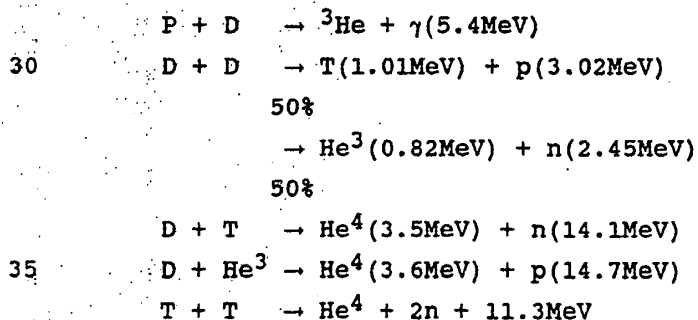 P + D → ³He + γ(5.4MeV)
30 D + D → T(1.01MeV) + p(3.02MeV)
50%
→ He³(0.82MeV) + n(2.45MeV)
50%
D + T → He⁴(3.5MeV) + n(14.1MeV)
35 D + He³ → He⁴(3.6MeV) + p(14.7MeV)
T + T → He⁴ + 2n + 11.3MeV